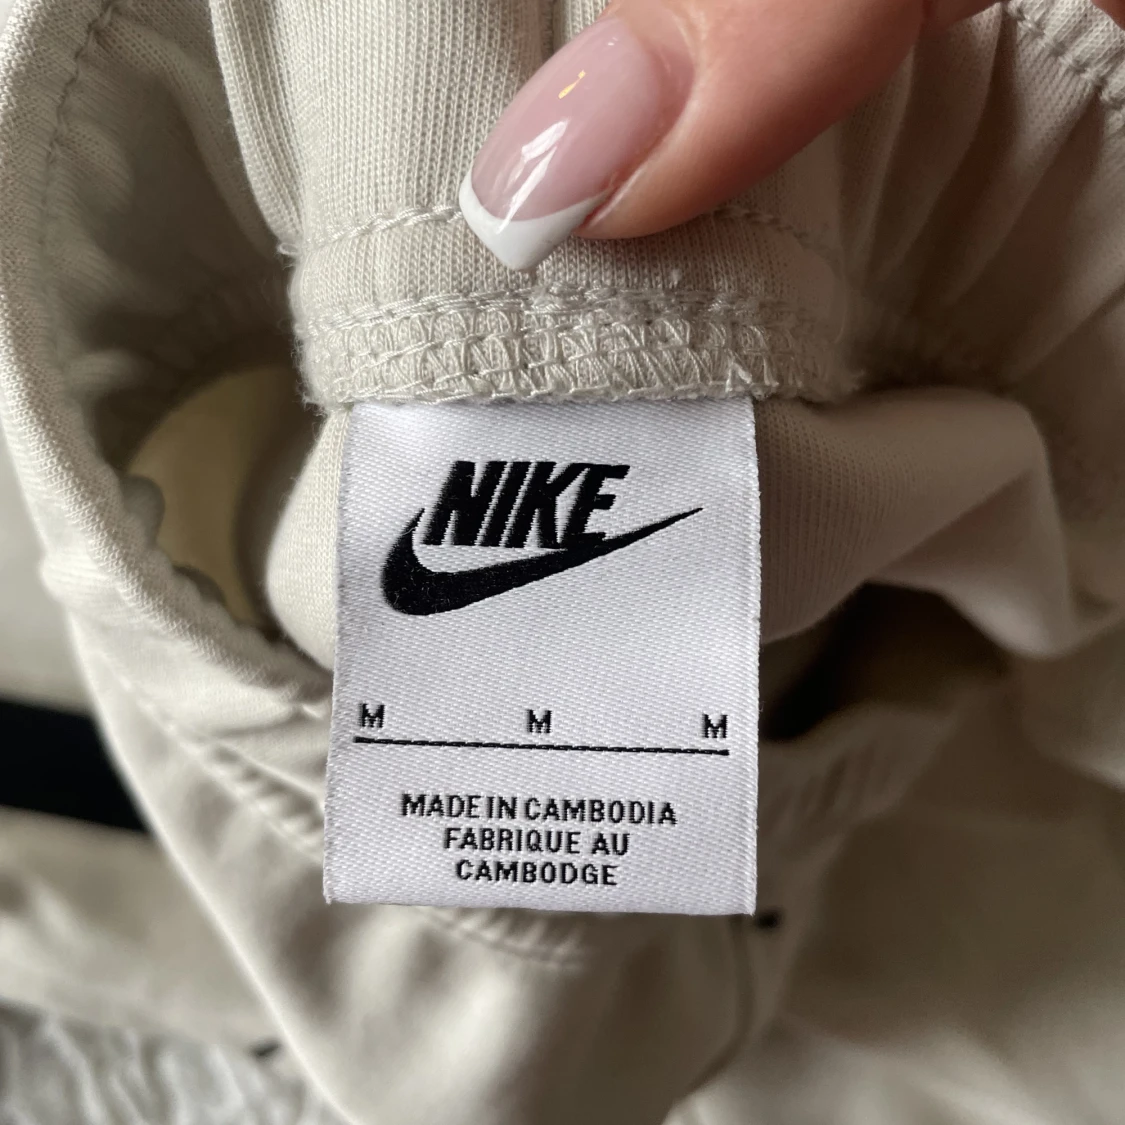 NIKE
M M M
MADE IN CAMBODIA
FABRIQUE AU
CAMBODGE